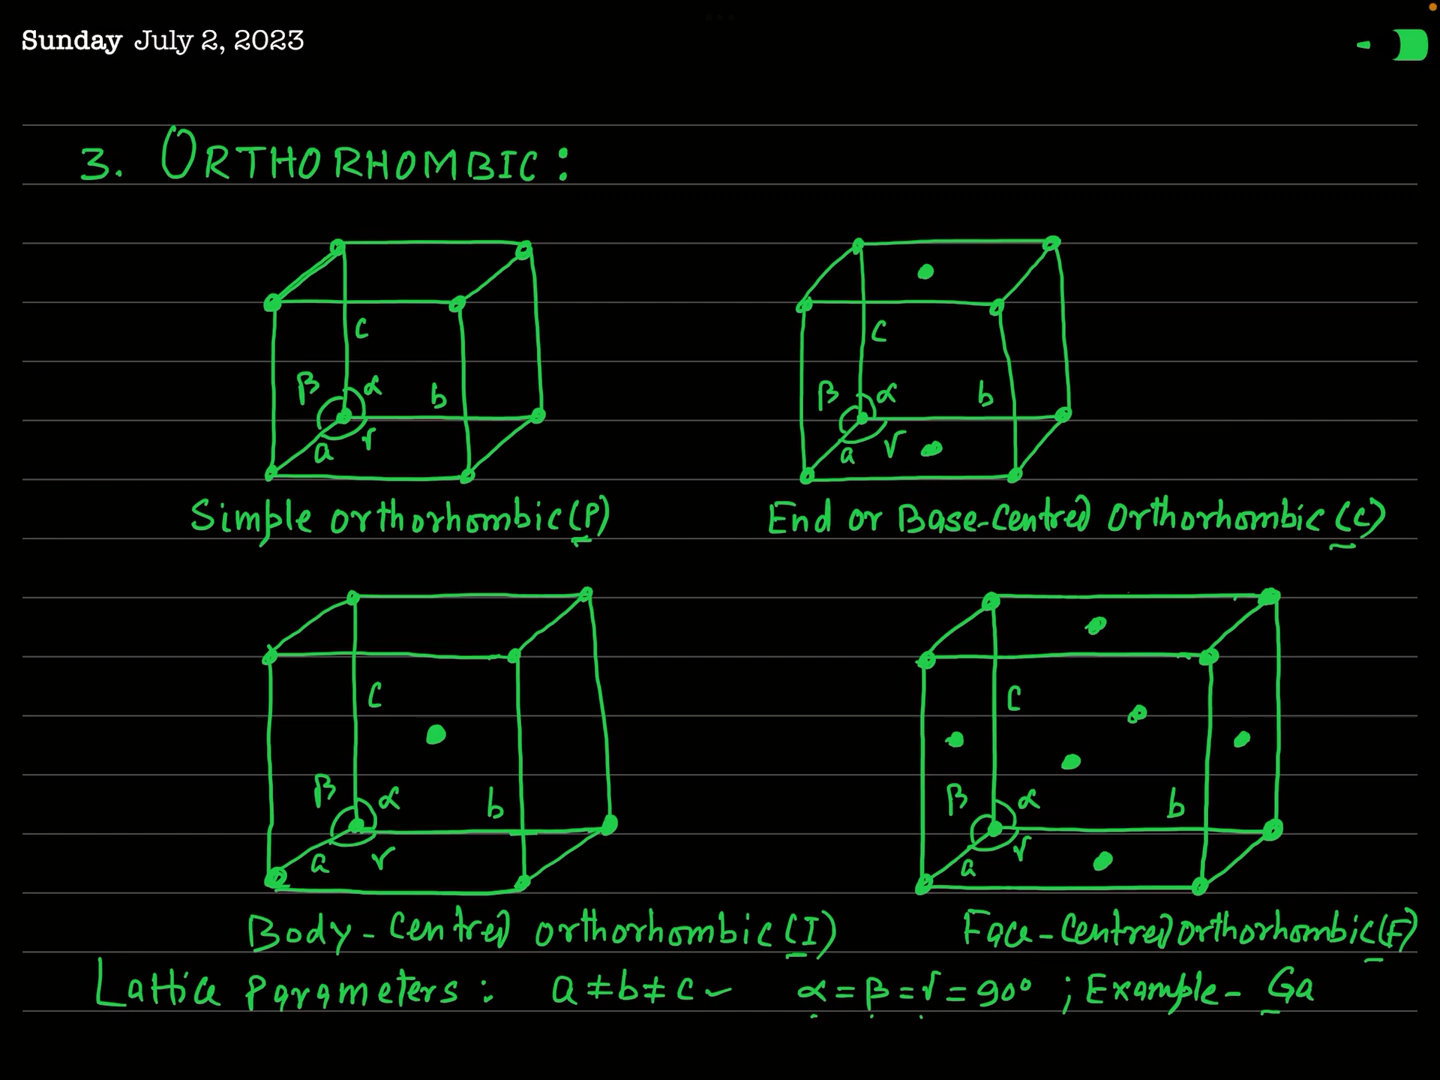 Sunday July 2, 2023
3. ORTHORHOMBIC:
c
β α b
a γ
c
β α b
a γ
Simple orthorhombic (P)
End or Base-Centred Orthorhombic (C)
c
β α b
a γ
c
β α b
a γ
Body-Centred orthorhombic (I)
Face-Centred orthorhombic (F)
Lattice Parameters: a ≠ b ≠ c ✓ α = β = γ = 90° ; Example- Ga